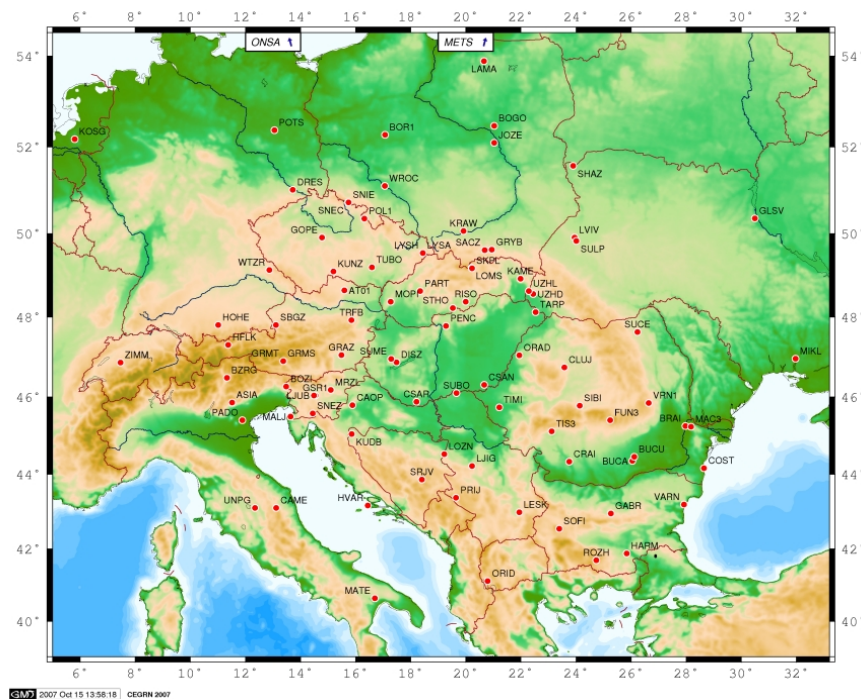 6° 8° 10° 12° 14° 16° 18° 20° 22° 24° 26° 28° 30° 32°
ONSA METS
54° 54°
LAMA
KOSG POTS BOR1 BOGO
JOZE
52° 52°
SHAZ
DRES WROC
SNIE
SNEC POL1 GLSV
KRAW LVIV
50° GOPE LYSH LYSA SACZ GRYB SULP 50°
WTZR KUNZ TUBO SKPL
LOMS KAME
AT01 MOPI PART RISO UZHL
UZHD
STHO TARP
48° HOHE SBGZ TRFB PENC SUCE 48°
HFLK
ZIMM GRMT GRMS GRAZ SUME DISZ ORAD CLUJ MIKL
BZRG BOZI
GSR1 MRZL CSAN
46° ASIA LJUB CAOP CSAR SUBO TIMI SIBI VRN1 46°
PADO MALJ SNEZ FUN3 BRAI MAC3
KUDB TIS3
LOZN LJIG CRAI BUCU
BUCA
44° SRJV COST 44°
UNPG CAME HVAR PRIJ LESK GABR VARN
SOFI
42° ROZH HARM 42°
ORID
MATE
40° 40°
6° 8° 10° 12° 14° 16° 18° 20° 22° 24° 26° 28° 30° 32°
GMD 2007 Oct 15 13:58:18 CEGRN 2007